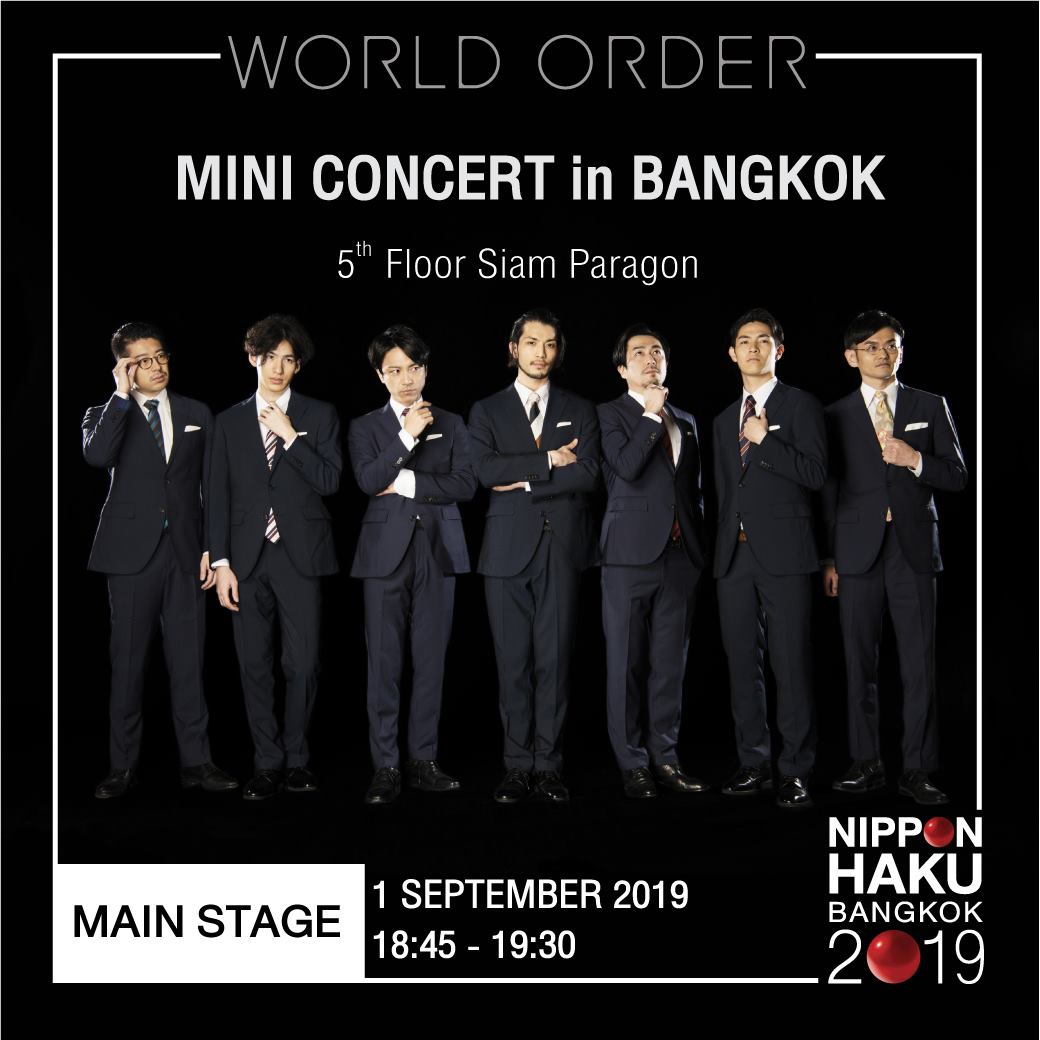 WORLD ORDER
MINI CONCERT in BANGKOK
5th Floor Siam Paragon
MAIN STAGE
1 SEPTEMBER 2019
18:45 - 19:30
NIPPON
HAKU
BANGKOK
2019